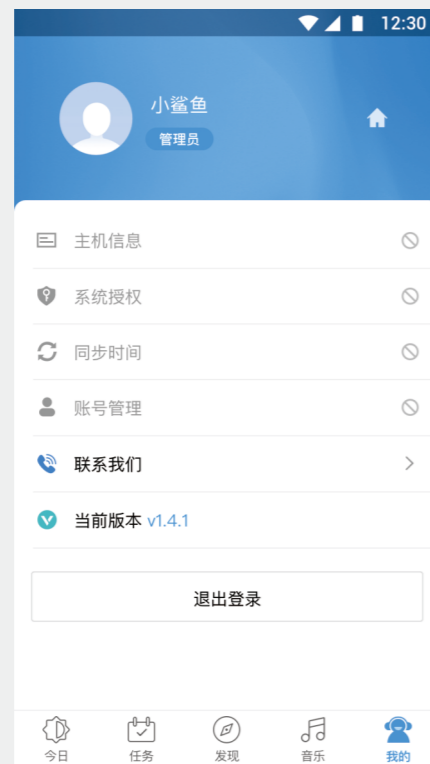 12:30
小鲨鱼
管理员
主机信息
系统授权
同步时间
账号管理
联系我们
当前版本 v1.4.1
退出登录
今日 任务 发现 音乐 我的